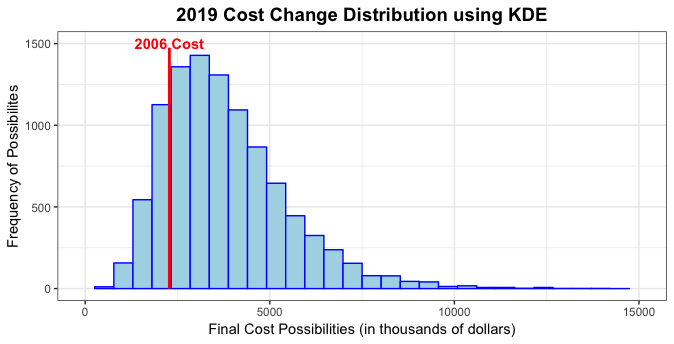 2019 Cost Change Distribution using KDE
2006 Cost
1500
1000
500
0
Frequency of Possibilites
0 5000 10000 15000
Final Cost Possibilities (in thousands of dollars)